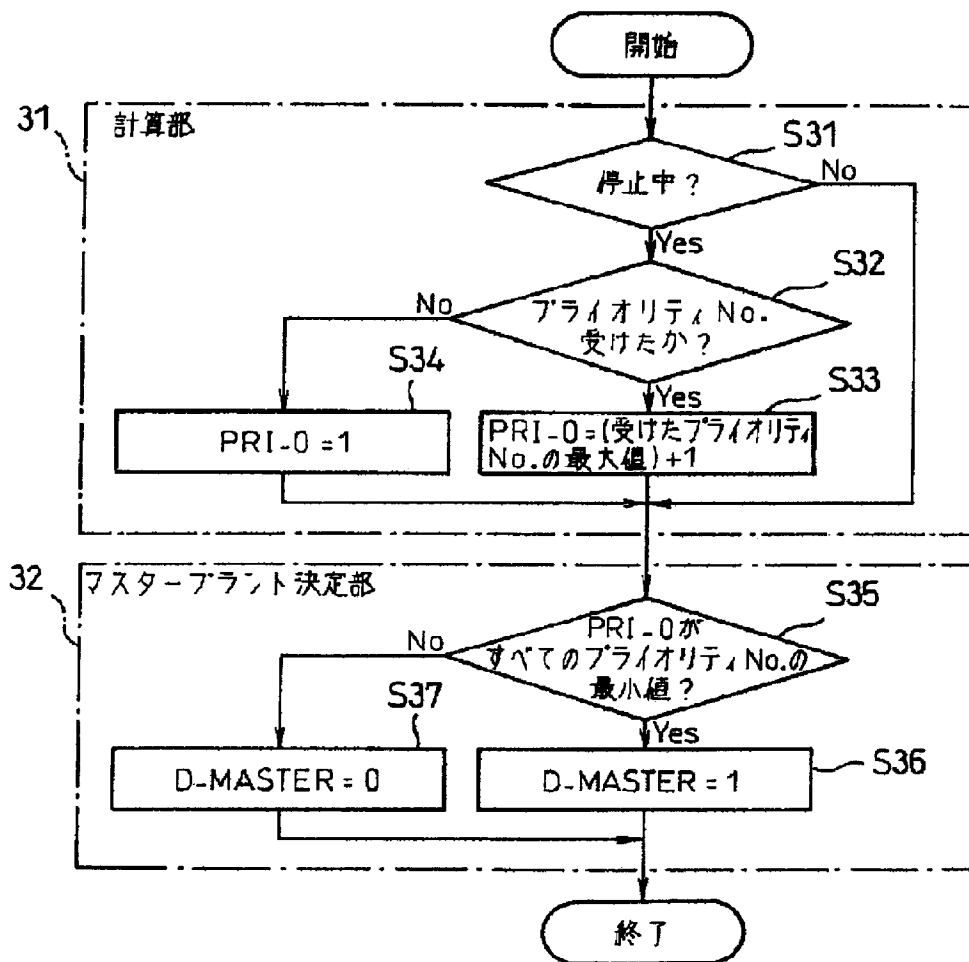 開始
31
計算部
S31
停止中?
No
Yes
S32
No
プライオリティNo.
受けたか?
S34
S33
Yes
PRI-0=1
PRI-0=(受けたプライオリティ
No.の最大値)+1
32
マスタープラント決定部
S35
PRI-0が
すべてのプライオリティNo.の
最小値?
No
S37
Yes
D-MASTER=0
D-MASTER=1
S36
終了